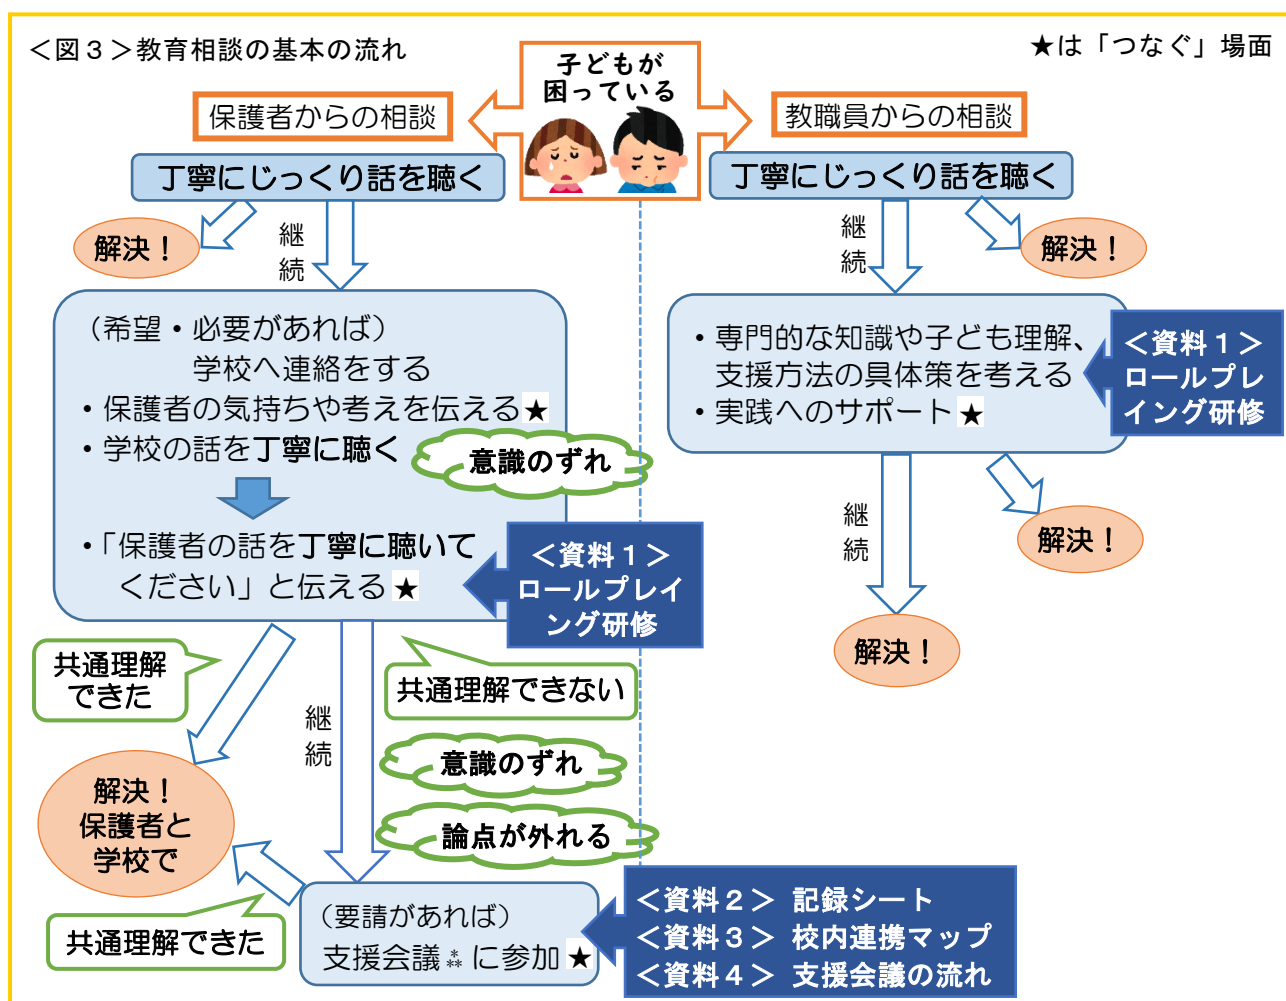 ＜図３＞教育相談の基本の流れ
★は「つなぐ」場面
子どもが
困っている
保護者からの相談
教職員からの相談
丁寧にじっくり話を聴く
丁寧にじっくり話を聴く
解決！
継続
継続
解決！
（希望・必要があれば）
学校へ連絡をする
・保護者の気持ちや考えを伝える★
・学校の話を丁寧に聴く
意識のずれ
・「保護者の話を丁寧に聴いて
ください」と伝える★
＜資料１＞
ロールプレイ
ング研修
・専門的な知識や子ども理解、
支援方法の具体策を考える
・実践へのサポート★
＜資料１＞
ロールプレ
イング研修
継続
解決！
解決！
共通理解
できた
継続
共通理解できない
意識のずれ
論点が外れる
解決！
保護者と
学校で
共通理解できた
（要請があれば）
支援会議⁂に参加★
＜資料２＞ 記録シート
＜資料３＞ 校内連携マップ
＜資料４＞ 支援会議の流れ